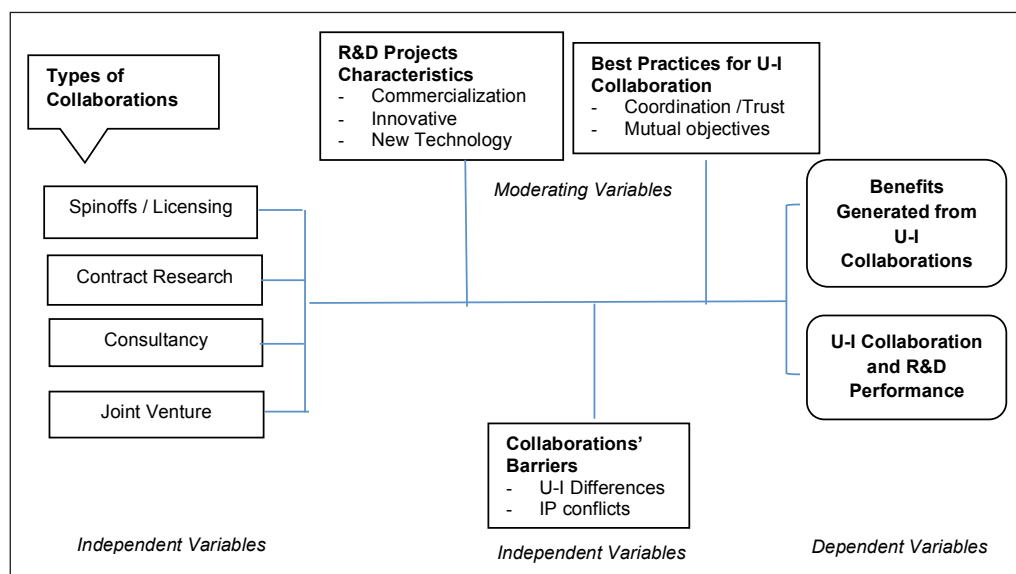 Types of
Collaborations
R&D Projects
Characteristics
- Commercialization
- Innovative
- New Technology
Best Practices for U-I
Collaboration
- Coordination /Trust
- Mutual objectives
Moderating Variables
Spinoffs / Licensing
Contract Research
Consultancy
Joint Venture
Benefits
Generated from
U-I
Collaborations
U-I Collaboration
and R&D
Performance
Collaborations’
Barriers
- U-I Differences
- IP conflicts
Independent Variables
Independent Variables
Dependent Variables